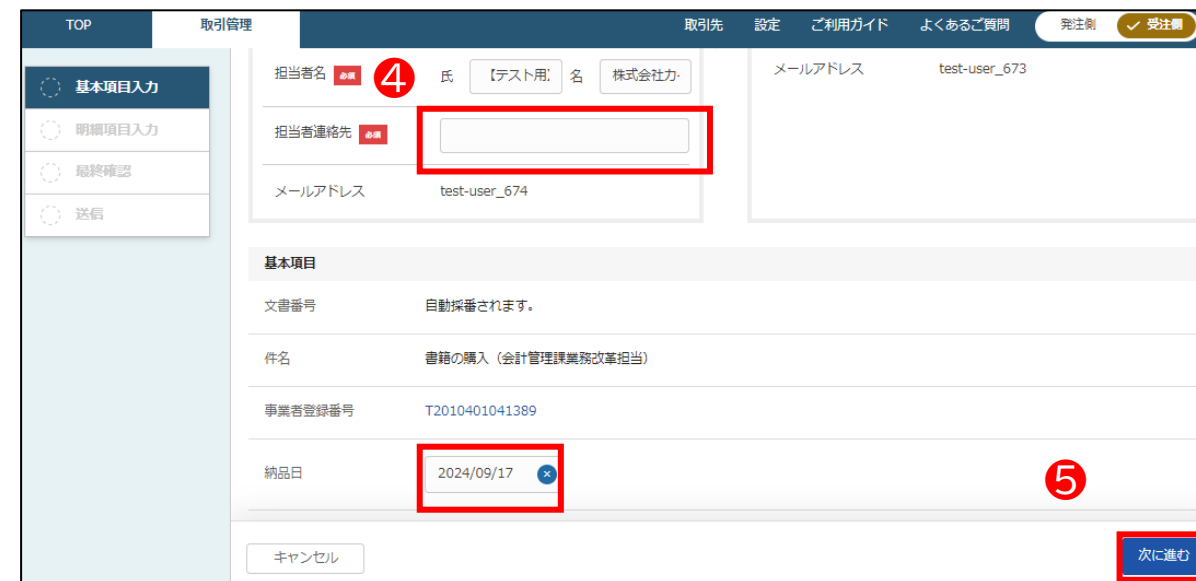 TOP 取引管理 取引先 設定 ご利用ガイド よくあるご質問 発注側 受注側
基本項目入力
明細項目入力
最終確認
送信
担当者名 必須 ④ 氏 【テスト用】 名 株式会社カ
担当者連絡先 必須
メールアドレス test-user_674
メールアドレス test-user_673
基本項目
文書番号 自動採番されます。
件名 書籍の購入（会計管理課業務改革担当）
事業者登録番号 T2010401041389
納品日 2024/09/17
⑤
キャンセル 次に進む